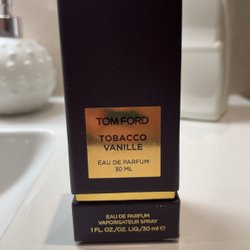 TOM FORD
TOBACCO
VANILLE
EAU DE PARFUM
30 ML
EAU DE PARFUM
VAPORISATEUR SPRAY
1 FL.OZ./OZ. LIQ./30 ml ℮